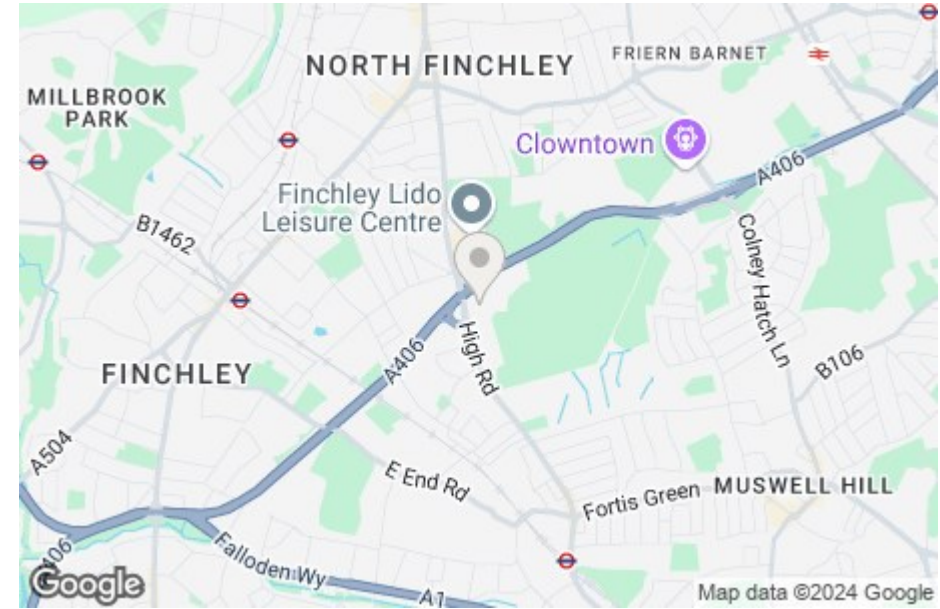 NORTH FINCHLEY
FRIERN BARNET
MILLBROOK
PARK
Clowntown
A406
Finchley Lido
Leisure Centre
B1462
Colney Hatch Ln
High Rd
FINCHLEY
A406
B106
A504
E End Rd
Fortis Green
MUSWELL HILL
A406
Falloden Wy
A1
Google
Map data ©2024 Google